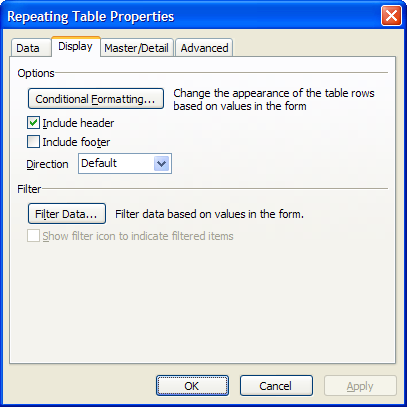 Repeating Table Properties
Data Display Master/Detail Advanced
Options
Conditional Formatting... Change the appearance of the table rows
based on values in the form
Include header
Include footer
Direction Default
Filter
Filter Data... Filter data based on values in the form.
Show filter icon to indicate filtered items
OK Cancel Apply